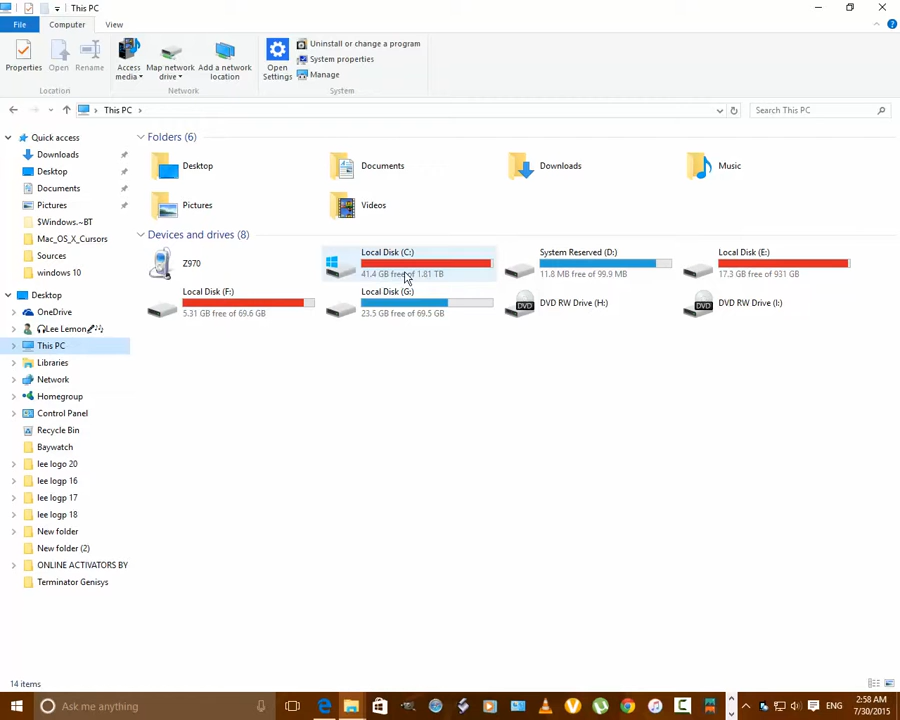 This PC
File
Computer
View
Properties
Open
Rename
Access media
Map network drive
Add a network location
Open Settings
Uninstall or change a program
System properties
Manage
Location
Network
System
This PC
Search This PC
Quick access
Downloads
Desktop
Documents
Pictures
$Windows.~BT
Mac_OS_X_Cursors
Sources
windows 10
Desktop
OneDrive
Lee Lemon
This PC
Libraries
Network
Homegroup
Control Panel
Recycle Bin
Baywatch
lee logo 20
lee logp 16
lee logp 17
lee logp 18
New folder
New folder (2)
ONLINE ACTIVATORS BY
Terminator Genisys
Folders (6)
Desktop
Documents
Downloads
Music
Pictures
Videos
Devices and drives (8)
Z970
Local Disk (C:)
41.4 GB free of 1.81 TB
System Reserved (D:)
11.8 MB free of 99.9 MB
Local Disk (E:)
17.3 GB free of 931 GB
Local Disk (F:)
5.31 GB free of 69.6 GB
Local Disk (G:)
23.5 GB free of 69.5 GB
DVD
DVD RW Drive (H:)
DVD
DVD RW Drive (I:)
14 items
Ask me anything
ENG
2:58 AM
7/30/2015